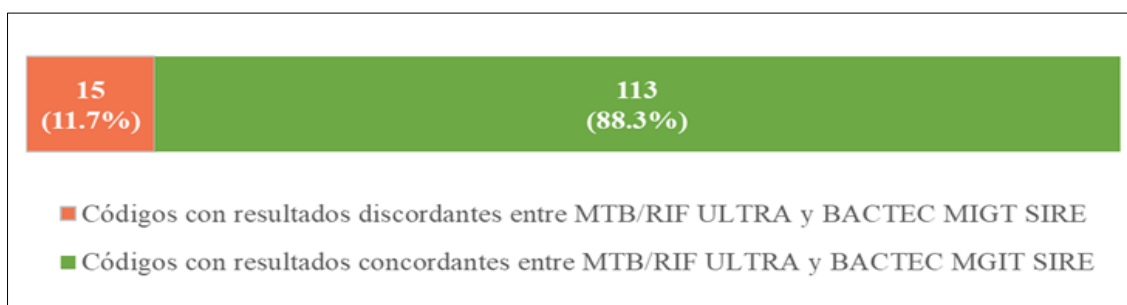 15
(11.7%)
113
(88.3%)
Códigos con resultados discordantes entre MTB/RIF ULTRA y BACTEC MIGT SIRE
Códigos con resultados concordantes entre MTB/RIF ULTRA y BACTEC MGIT SIRE